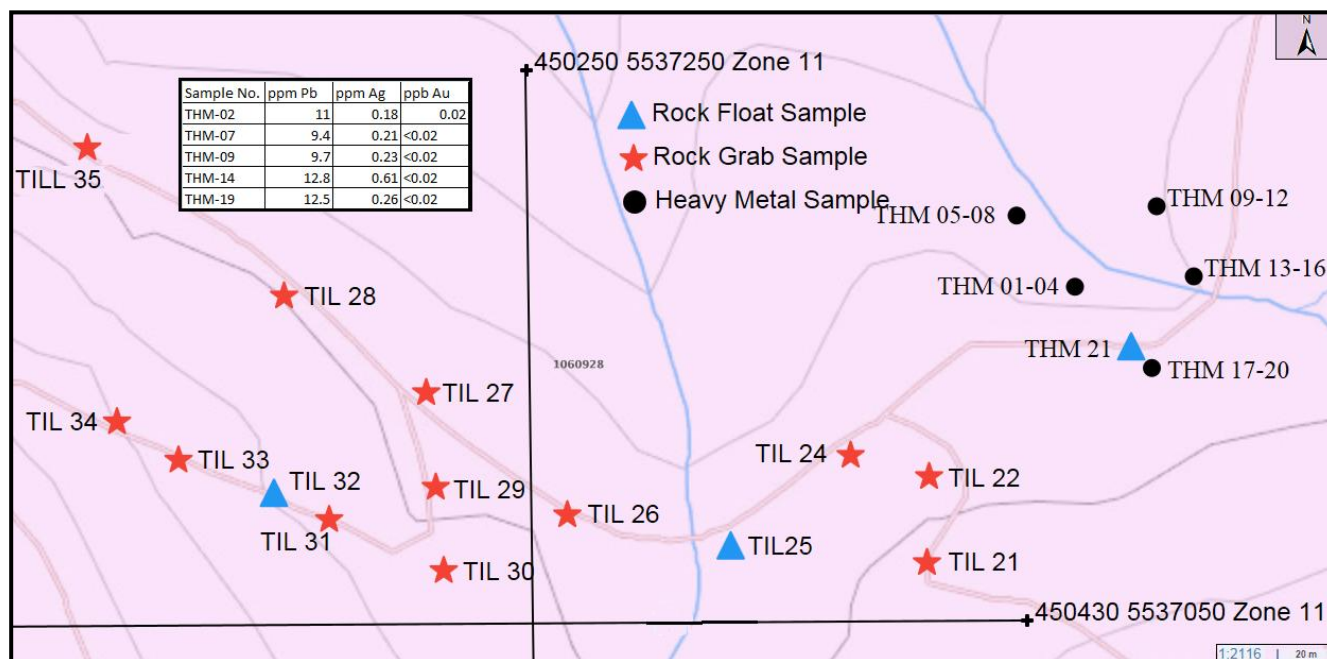 N
450250 5537250 Zone 11
Sample No. ppm Pb ppm Ag ppb Au
THM-02 11 0.18 0.02
THM-07 9.4 0.21 <0.02
THM-09 9.7 0.23 <0.02
THM-14 12.8 0.61 <0.02
THM-19 12.5 0.26 <0.02
Rock Float Sample
Rock Grab Sample
Heavy Metal Sample
TILL 35
THM 05-08
THM 09-12
THM 01-04
THM 13-16
TIL 28
THM 21
THM 17-20
1060928
TIL 27
TIL 34
TIL 33
TIL 32
TIL 29
TIL 24
TIL 22
TIL 31
TIL 26
TIL25
TIL 30
TIL 21
450430 5537050 Zone 11
1:2116 20 m